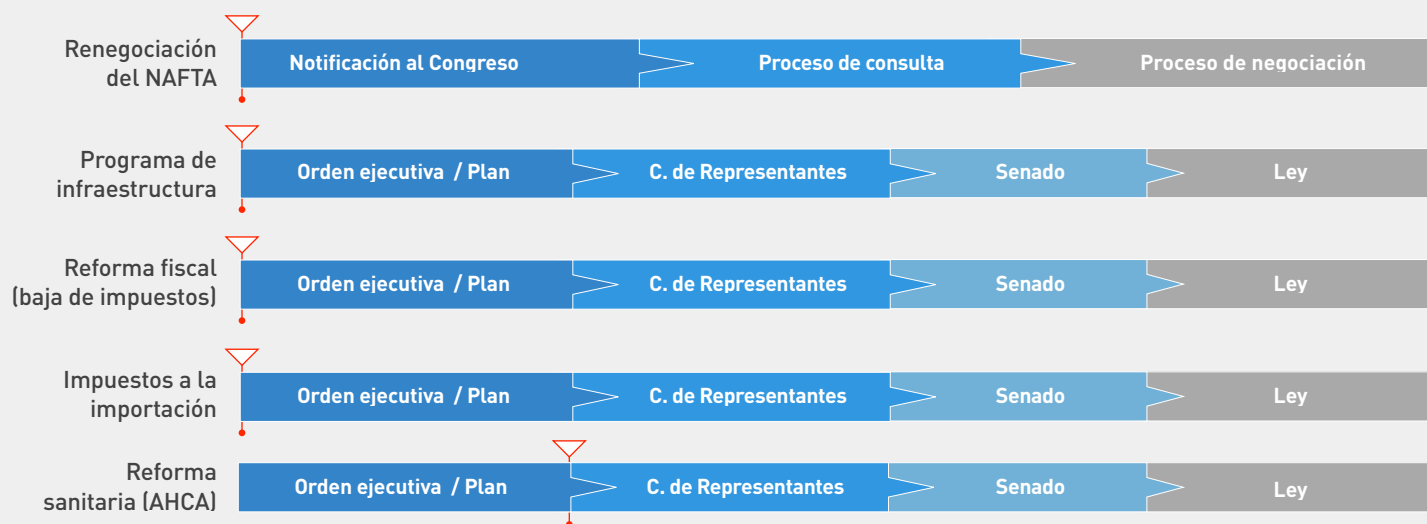 Renegociación
del NAFTA
Notificación al Congreso
Proceso de consulta
Proceso de negociación
Programa de
infraestructura
Orden ejecutiva / Plan
C. de Representantes
Senado
Ley
Reforma fiscal
(baja de impuestos)
Orden ejecutiva / Plan
C. de Representantes
Senado
Ley
Impuestos a la
importación
Orden ejecutiva / Plan
C. de Representantes
Senado
Ley
Reforma
sanitaria (AHCA)
Orden ejecutiva / Plan
C. de Representantes
Senado
Ley